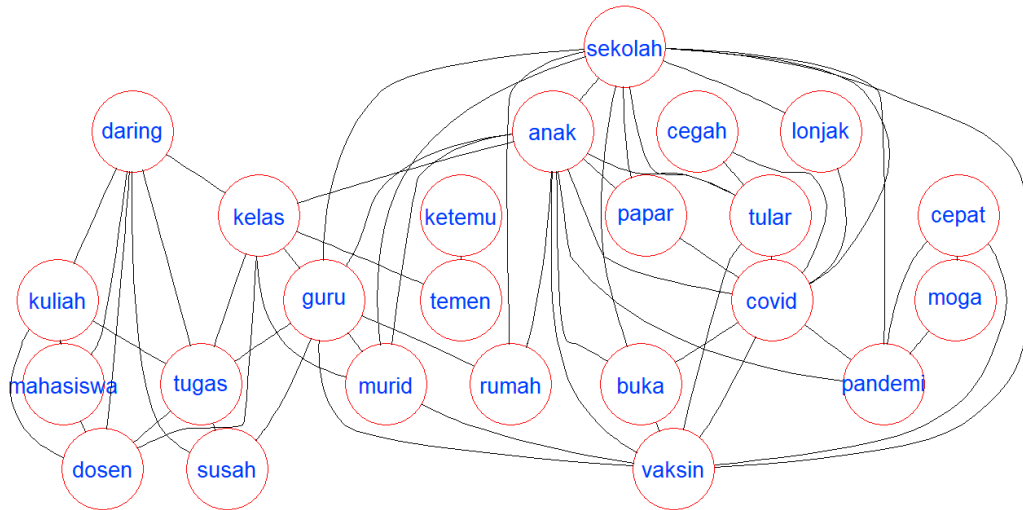 sekolah
daring
anak
cegah
lonjak
kelas
ketemu
papar
tular
cepat
kuliah
guru
temen
covid
moga
mahasiswa
tugas
murid
rumah
buka
pandemi
dosen
susah
vaksin